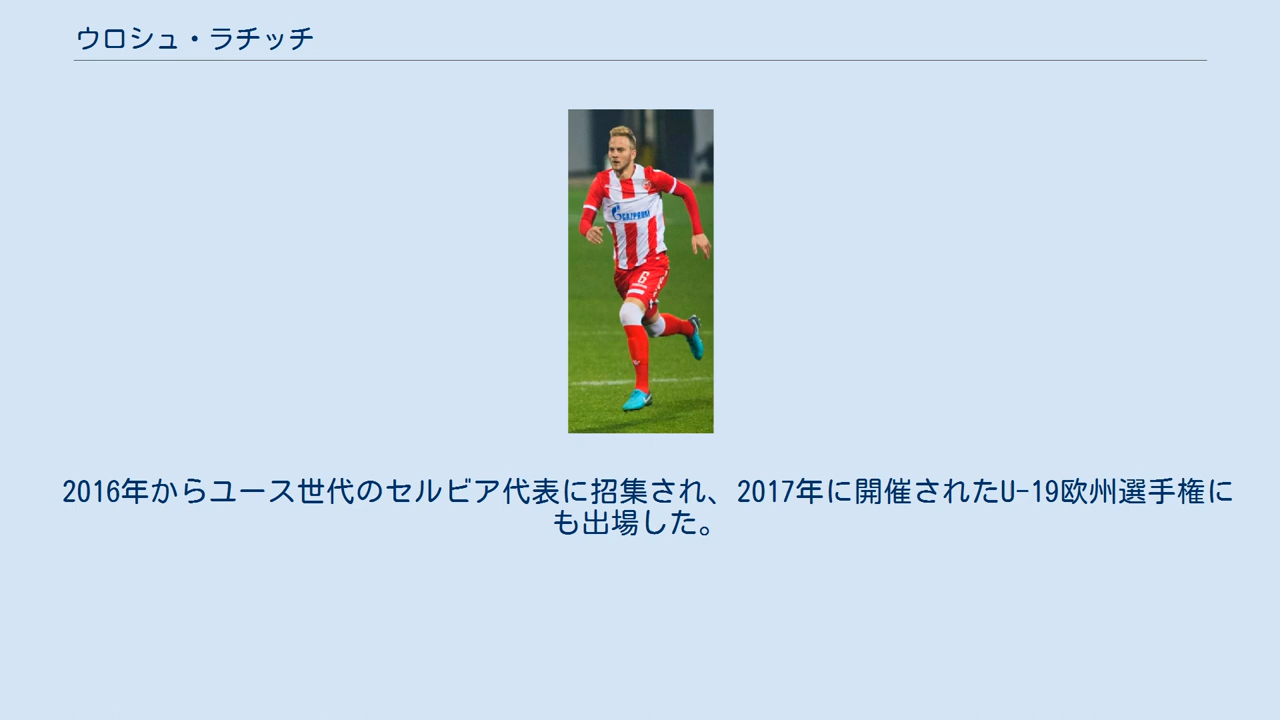 ウロシュ・ラチッチ
GAZPROM
6
2016年からユース世代のセルビア代表に招集され、2017年に開催されたU-19欧州選手権に
も出場した。